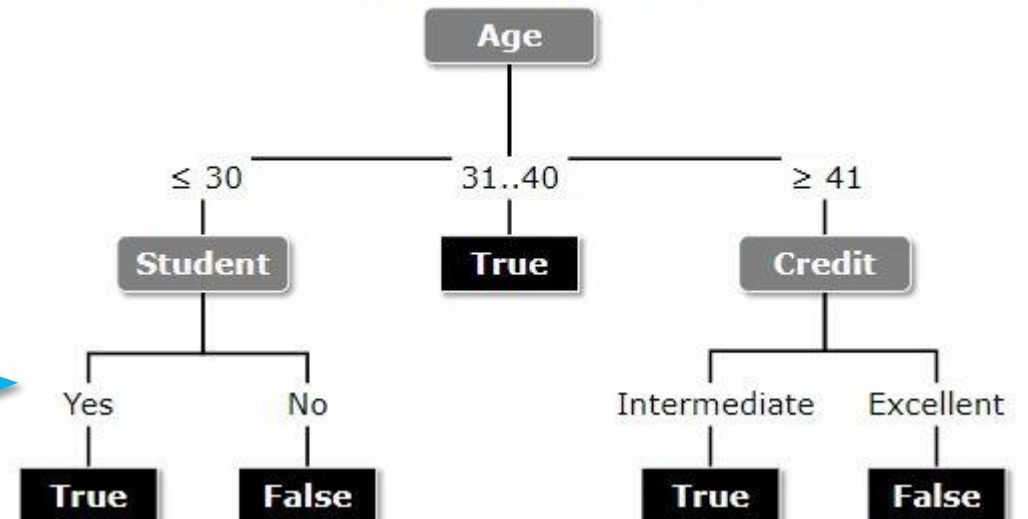 Age
≤ 30 31..40 ≥ 41
Student True Credit
Yes No Intermediate Excellent
True False True False